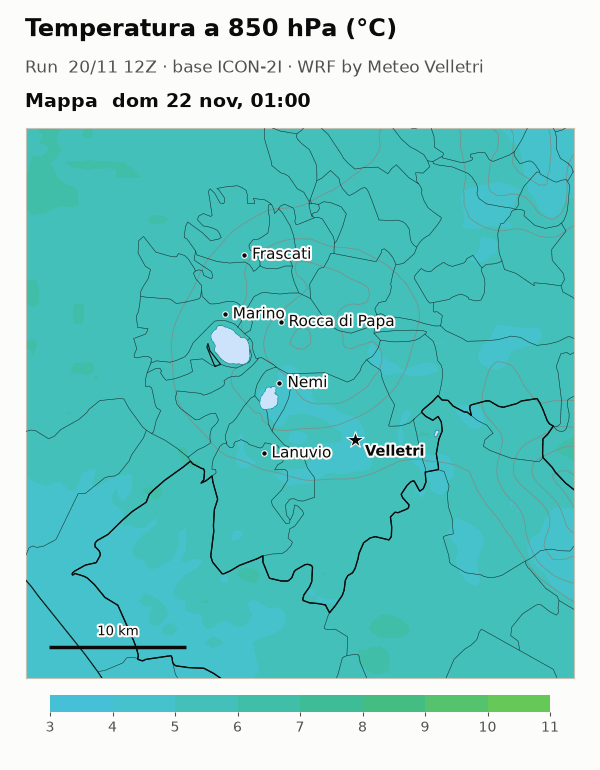 Temperatura a 850 hPa (°C)
Run  20/11 12Z · base ICON-2I · WRF by Meteo Velletri
Mappa  dom 22 nov, 01:00
Frascati
Marino
Rocca di Papa
Nemi
Velletri
Lanuvio
10 km
3 4 5 6 7 8 9 10 11